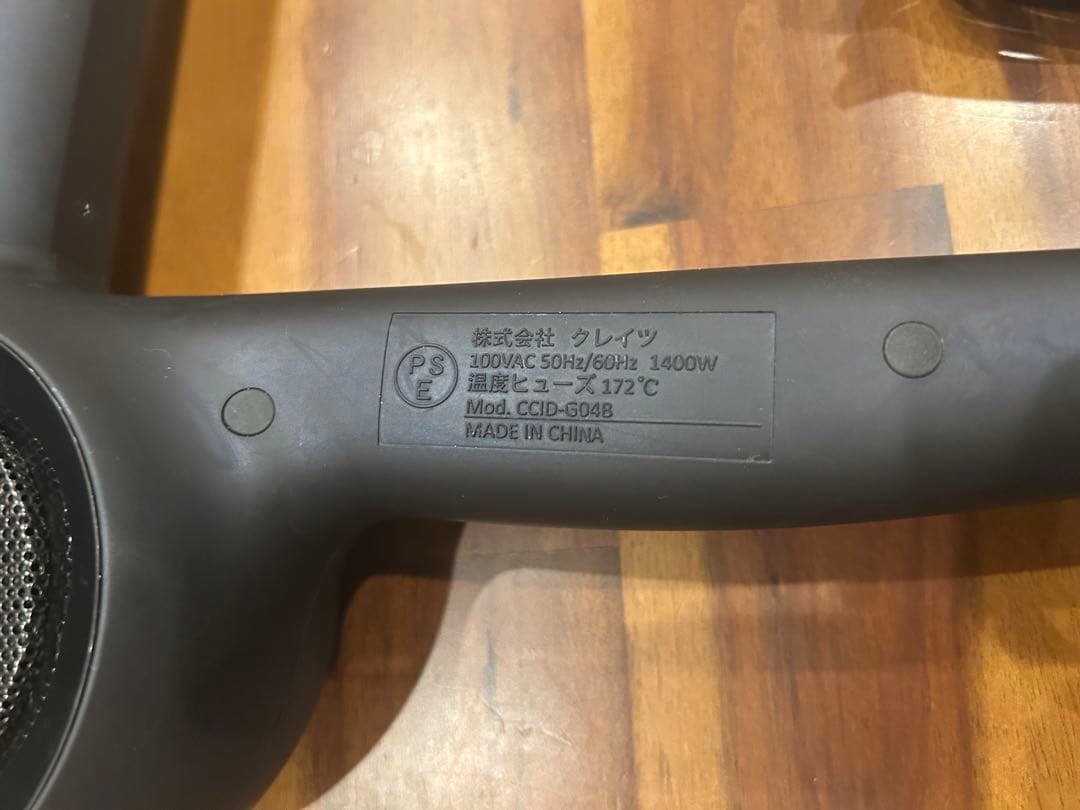 株式会社 クレイツ
PS
E
100VAC 50Hz/60Hz 1400W
温度ヒューズ 172℃
Mod. CCID-G04B
MADE IN CHINA